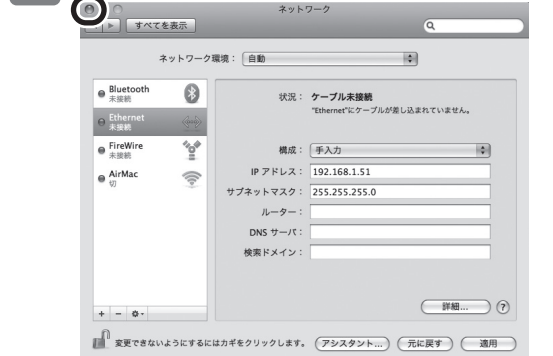 ネットワーク
すべてを表示
ネットワーク環境： 自動
Bluetooth
未接続
Ethernet
未接続
FireWire
未接続
AirMac
切
状況： ケーブル未接続
"Ethernet"にケーブルが差し込まれていません。
構成： 手入力
IP アドレス： 192.168.1.51
サブネットマスク： 255.255.255.0
ルーター：
DNS サーバ：
検索ドメイン：
詳細... ?
変更できないようにするにはカギをクリックします。 アシスタント... 元に戻す 適用